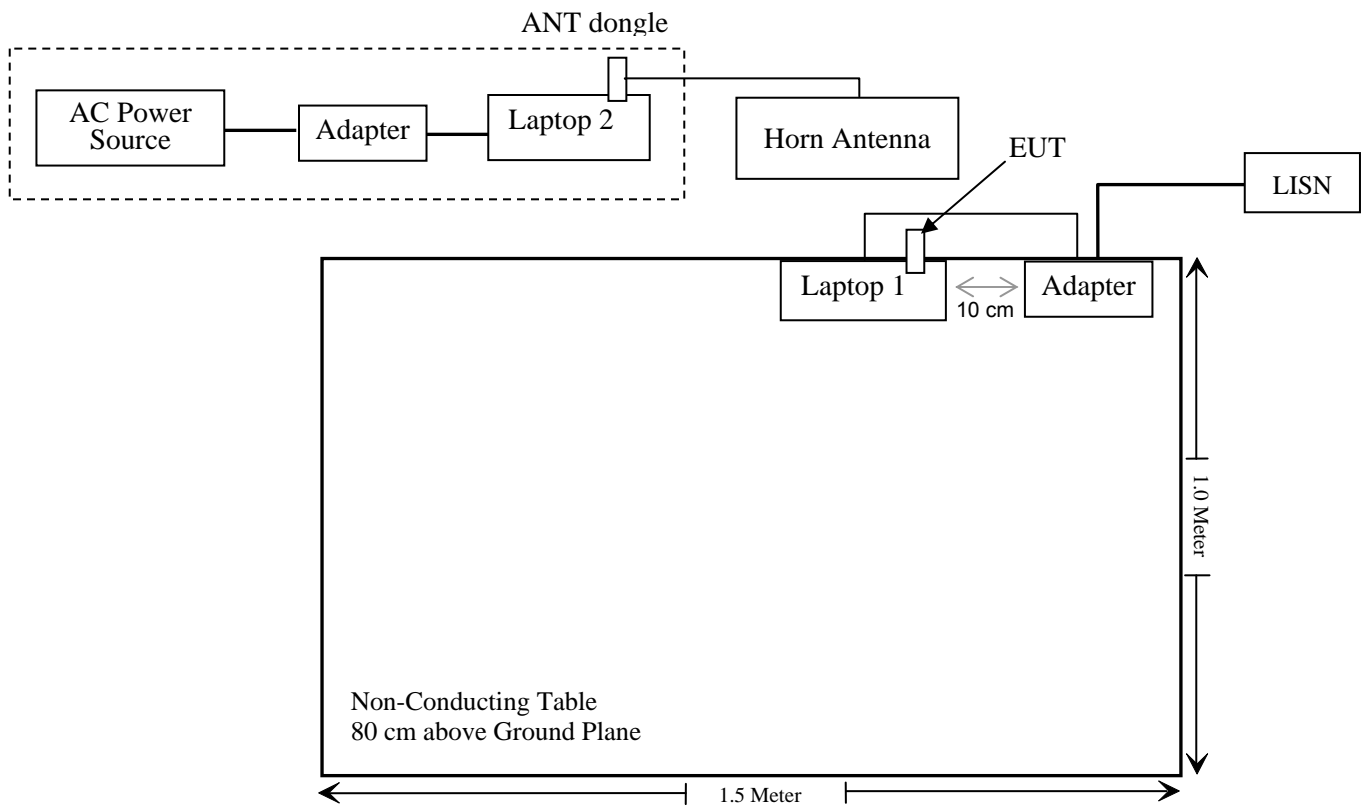 ANT dongle
AC Power
Source
Adapter
Laptop 2
Horn Antenna
EUT
LISN
Laptop 1
10 cm
Adapter
1.0 Meter
Non-Conducting Table
80 cm above Ground Plane
1.5 Meter